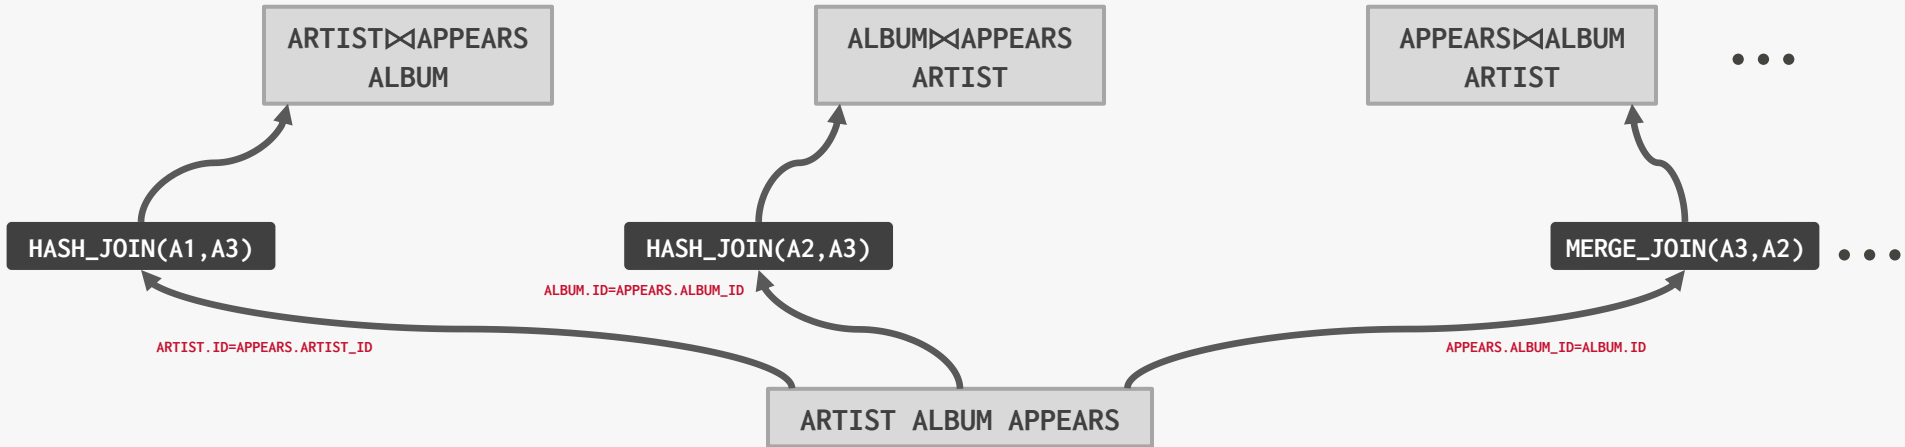 ARTIST⋈APPEARS
ALBUM
ALBUM⋈APPEARS
ARTIST
APPEARS⋈ALBUM
ARTIST
•••
HASH_JOIN(A1,A3)
HASH_JOIN(A2,A3)
MERGE_JOIN(A3,A2)
•••
ALBUM.ID=APPEARS.ALBUM_ID
ARTIST.ID=APPEARS.ARTIST_ID
APPEARS.ALBUM_ID=ALBUM.ID
ARTIST ALBUM APPEARS